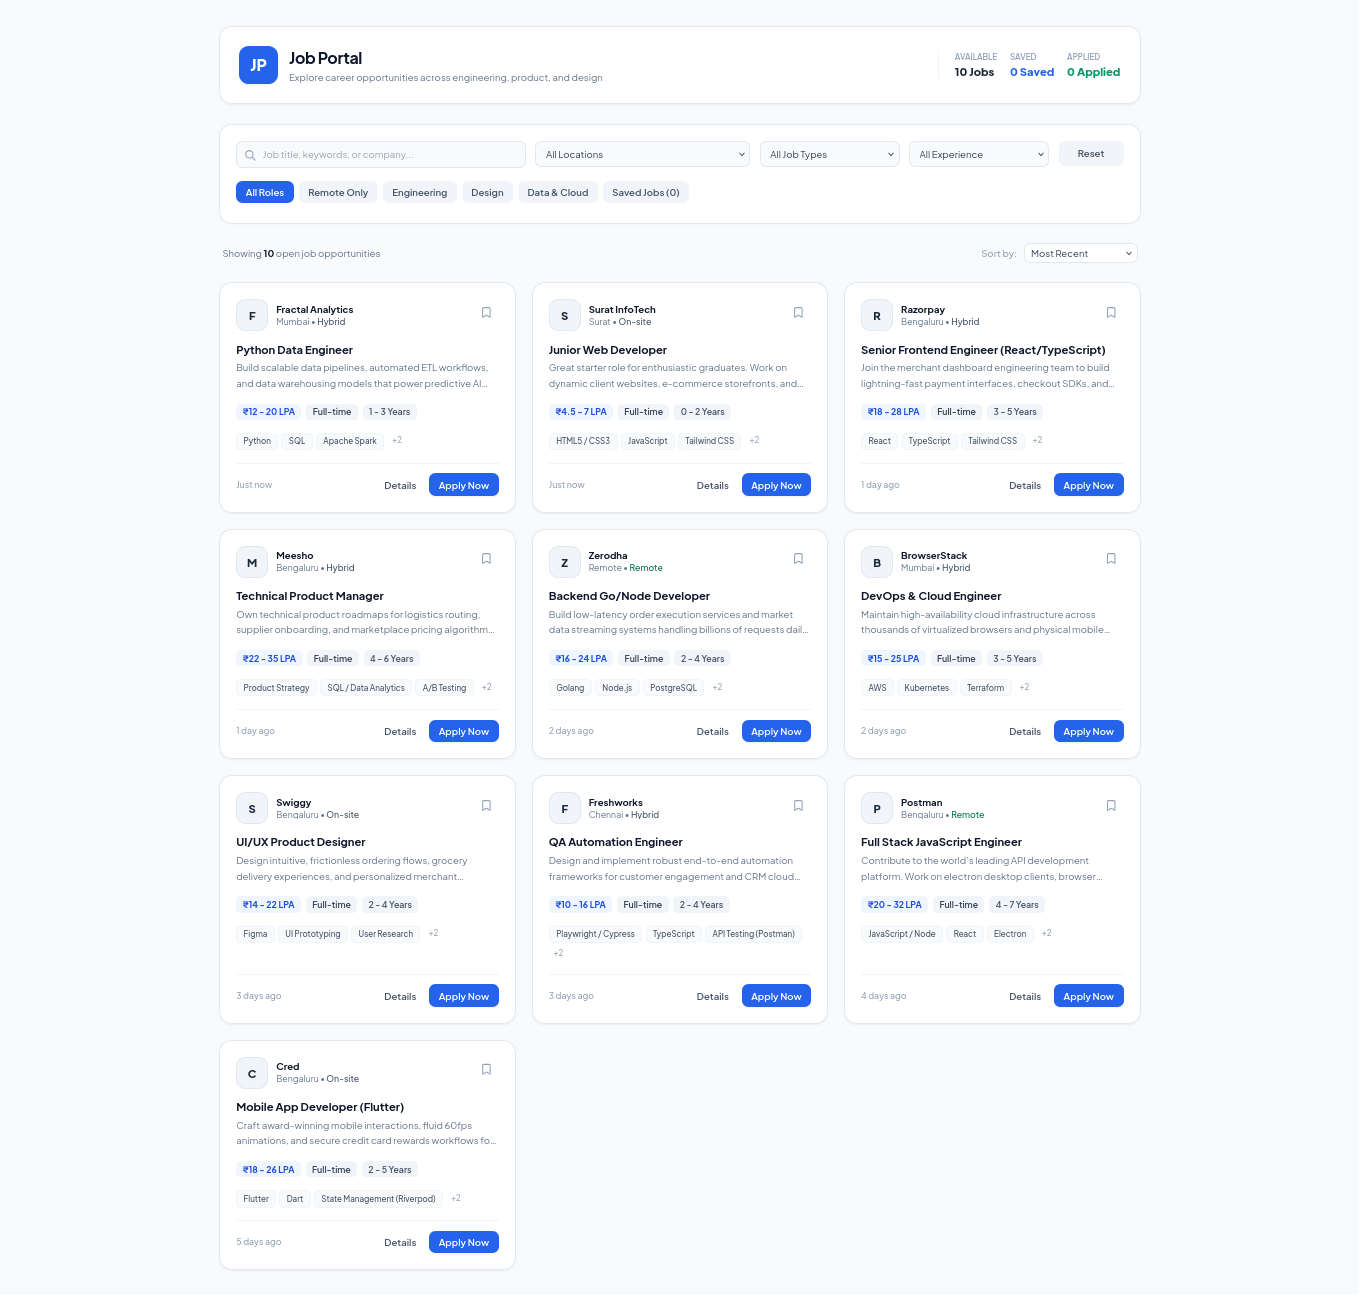 JP
Job Portal
Explore career opportunities across engineering, product, and design
AVAILABLE
10 Jobs
SAVED
0 Saved
APPLIED
0 Applied
Job title, keywords, or company...
All Locations
All Job Types
All Experience
Reset
All Roles
Remote Only
Engineering
Design
Data & Cloud
Saved Jobs (0)
Showing 10 open job opportunities
Sort by:
Most Recent
F
Fractal Analytics
Mumbai • Hybrid
Python Data Engineer
Build scalable data pipelines, automated ETL workflows,
and data warehousing models that power predictive AI...
₹12 - 20 LPA
Full-time
1 - 3 Years
Python
SQL
Apache Spark
+2
Just now
Details
Apply Now
S
Surat InfoTech
Surat • On-site
Junior Web Developer
Great starter role for enthusiastic graduates. Work on
dynamic client websites, e-commerce storefronts, and...
₹4.5 - 7 LPA
Full-time
0 - 2 Years
HTML5 / CSS3
JavaScript
Tailwind CSS
+2
Just now
Details
Apply Now
R
Razorpay
Bengaluru • Hybrid
Senior Frontend Engineer (React/TypeScript)
Join the merchant dashboard engineering team to build
lightning-fast payment interfaces, checkout SDKs, and...
₹18 - 28 LPA
Full-time
3 - 5 Years
React
TypeScript
Tailwind CSS
+2
1 day ago
Details
Apply Now
M
Meesho
Bengaluru • Hybrid
Technical Product Manager
Own technical product roadmaps for logistics routing,
supplier onboarding, and marketplace pricing algorithm...
₹22 - 35 LPA
Full-time
4 - 6 Years
Product Strategy
SQL / Data Analytics
A/B Testing
+2
1 day ago
Details
Apply Now
Z
Zerodha
Remote • Remote
Backend Go/Node Developer
Build low-latency order execution services and market
data streaming systems handling billions of requests dail...
₹16 - 24 LPA
Full-time
2 - 4 Years
Golang
Node.js
PostgreSQL
+2
2 days ago
Details
Apply Now
B
BrowserStack
Mumbai • Hybrid
DevOps & Cloud Engineer
Maintain high-availability cloud infrastructure across
thousands of virtualized browsers and physical mobile...
₹15 - 25 LPA
Full-time
3 - 5 Years
AWS
Kubernetes
Terraform
+2
2 days ago
Details
Apply Now
S
Swiggy
Bengaluru • On-site
UI/UX Product Designer
Design intuitive, frictionless ordering flows, grocery
delivery experiences, and personalized merchant...
₹14 - 22 LPA
Full-time
2 - 4 Years
Figma
UI Prototyping
User Research
+2
3 days ago
Details
Apply Now
F
Freshworks
Chennai • Hybrid
QA Automation Engineer
Design and implement robust end-to-end automation
frameworks for customer engagement and CRM cloud...
₹10 - 16 LPA
Full-time
2 - 4 Years
Playwright / Cypress
TypeScript
API Testing (Postman)
+2
3 days ago
Details
Apply Now
P
Postman
Bengaluru • Remote
Full Stack JavaScript Engineer
Contribute to the world's leading API development
platform. Work on electron desktop clients, browser...
₹20 - 32 LPA
Full-time
4 - 7 Years
JavaScript / Node
React
Electron
+2
4 days ago
Details
Apply Now
C
Cred
Bengaluru • On-site
Mobile App Developer (Flutter)
Craft award-winning mobile interactions, fluid 60fps
animations, and secure credit card rewards workflows fo...
₹18 - 26 LPA
Full-time
2 - 5 Years
Flutter
Dart
State Management (Riverpod)
+2
5 days ago
Details
Apply Now